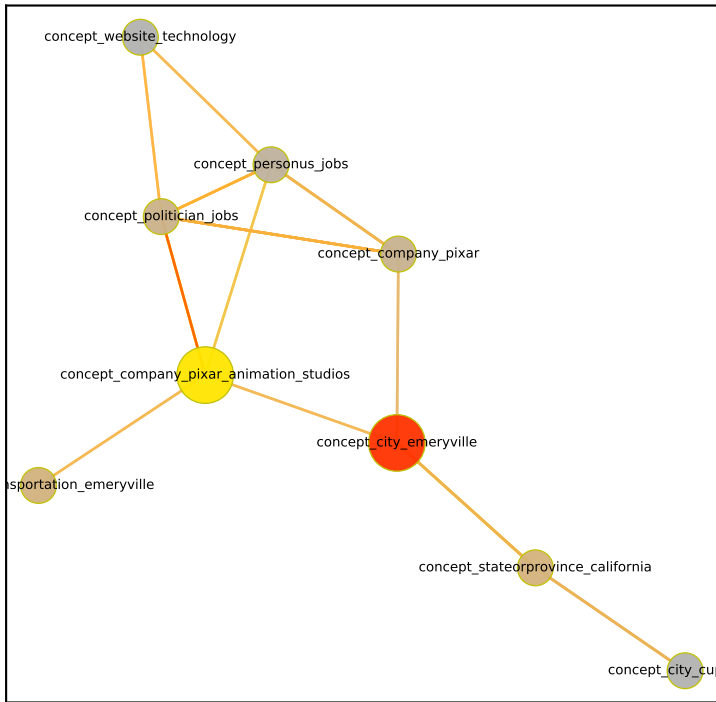 concept_website_technology
concept_personus_jobs
concept_politician_jobs
concept_company_pixar
concept_company_pixar_animation_studios
concept_city_emeryville
nsportation_emeryville
concept_stateorprovince_california
concept_city_cup